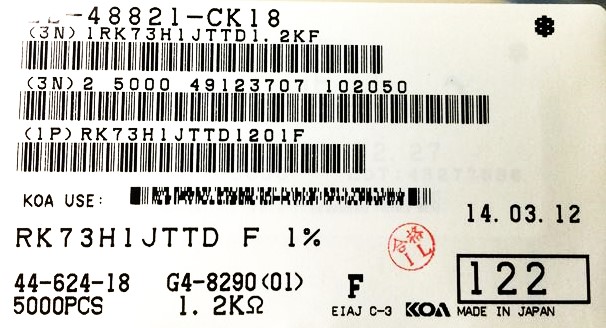 -48821-CK18
(3N) 1RK73H1JTTD1.2KF
(3N) 2 5000 49123707 102050
(1P) RK73H1JTTD1201F
KOA USE:
14.03.12
RK73H1JTTD F 1%
合格
IL
44-624-18 G4-8290(01) F 122
5000PCS 1.2KΩ EIAJ C-3 KOA MADE IN JAPAN